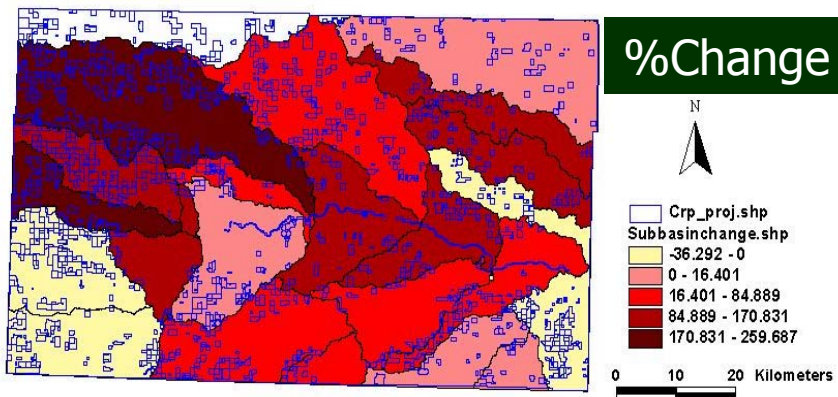 %Change
N
Crp_proj.shp
Subbasinchange.shp
-36.292 - 0
0 - 16.401
16.401 - 84.889
84.889 - 170.831
170.831 - 259.687
0 10 20 Kilometers